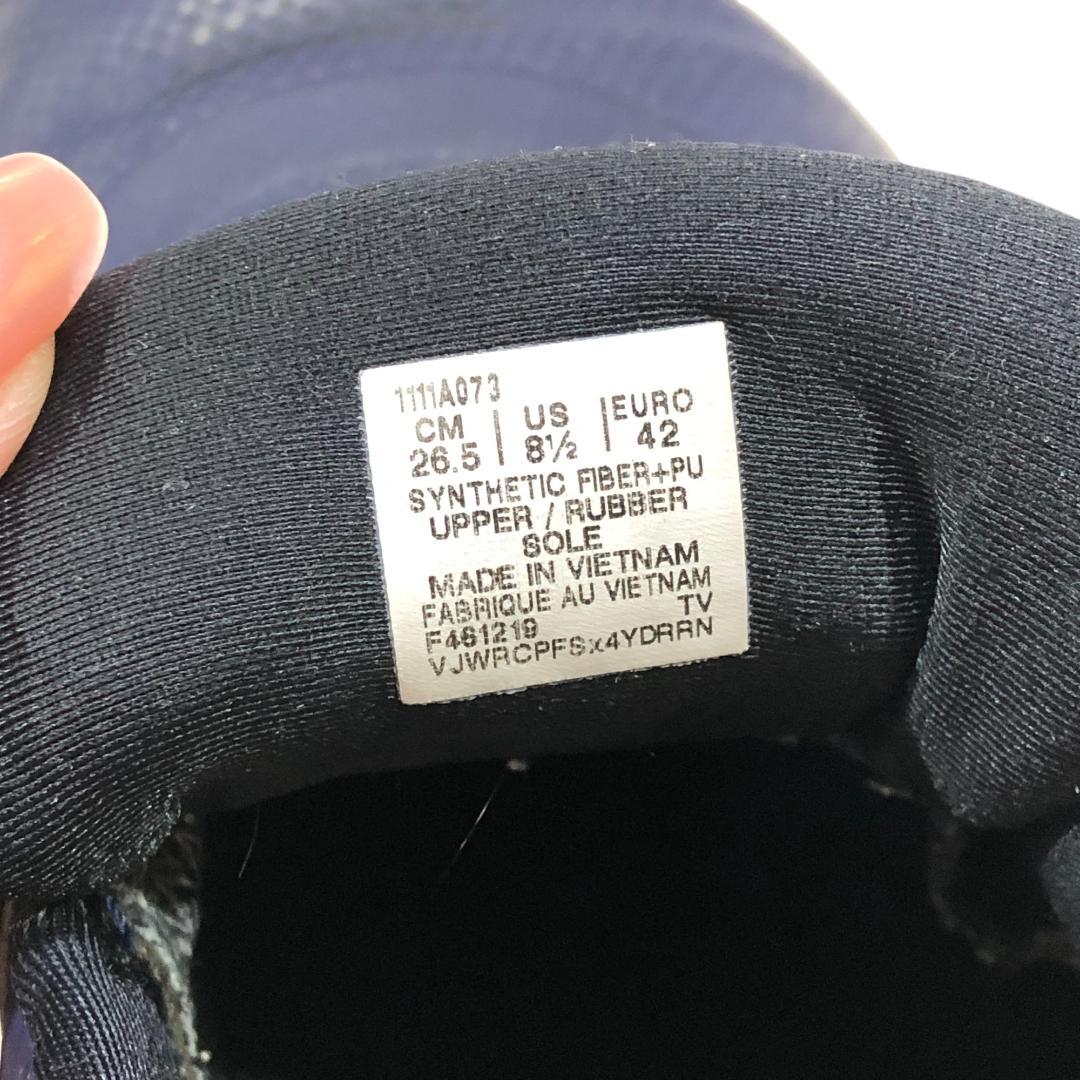 1111A073
CM | US | EURO
26.5 | 8½ | 42
SYNTHETIC FIBER+PU
UPPER / RUBBER
SOLE
MADE IN VIETNAM
FABRIQUE AU VIETNAM
TV
F461219
VJWRCPFSx4YDRRN